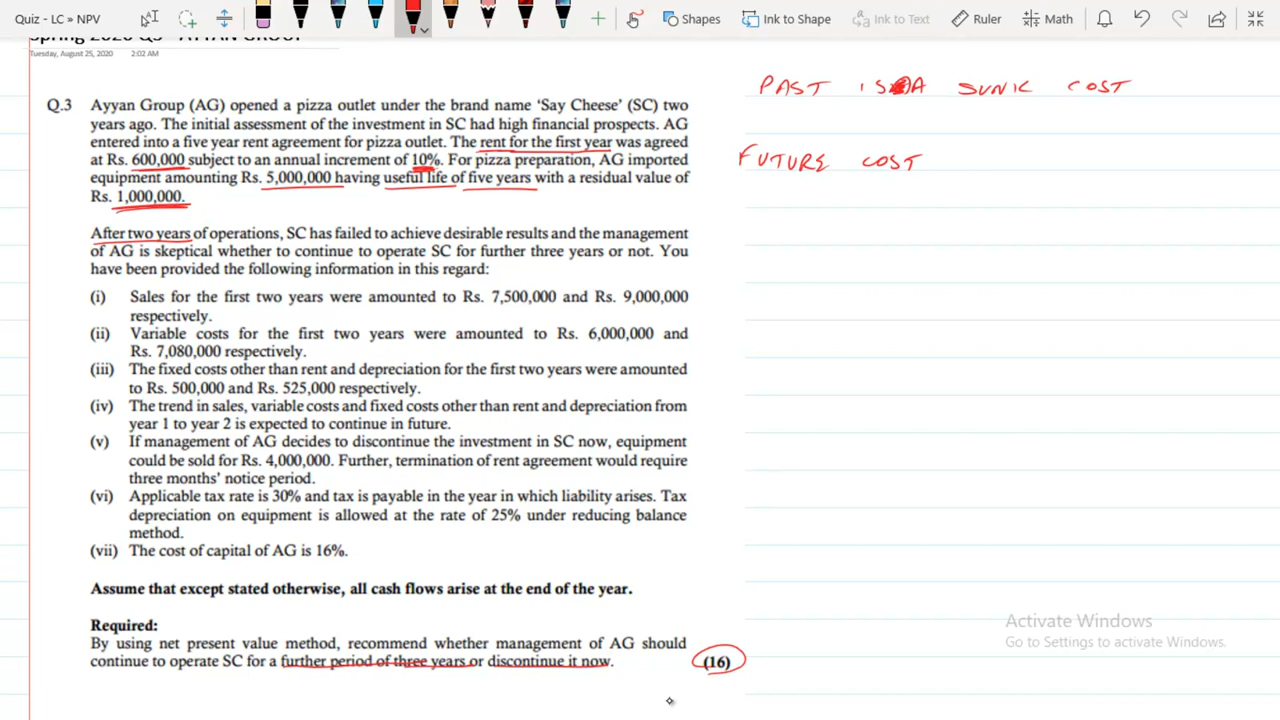 Quiz - LC » NPV
Shapes
Ink to Shape
Ink to Text
Ruler
Math
Spring 2020 Q3 - AYYAN GROUP
Tuesday, August 25, 2020 2:02 AM
PAST IS A SUNK COST
Q.3 Ayyan Group (AG) opened a pizza outlet under the brand name ‘Say Cheese’ (SC) two
years ago. The initial assessment of the investment in SC had high financial prospects. AG
entered into a five year rent agreement for pizza outlet. The rent for the first year was agreed
at Rs. 600,000 subject to an annual increment of 10%. For pizza preparation, AG imported
equipment amounting Rs. 5,000,000 having useful life of five years with a residual value of
Rs. 1,000,000.
FUTURE COST
After two years of operations, SC has failed to achieve desirable results and the management
of AG is skeptical whether to continue to operate SC for further three years or not. You
have been provided the following information in this regard:
(i) Sales for the first two years were amounted to Rs. 7,500,000 and Rs. 9,000,000
respectively.
(ii) Variable costs for the first two years were amounted to Rs. 6,000,000 and
Rs. 7,080,000 respectively.
(iii) The fixed costs other than rent and depreciation for the first two years were amounted
to Rs. 500,000 and Rs. 525,000 respectively.
(iv) The trend in sales, variable costs and fixed costs other than rent and depreciation from
year 1 to year 2 is expected to continue in future.
(v) If management of AG decides to discontinue the investment in SC now, equipment
could be sold for Rs. 4,000,000. Further, termination of rent agreement would require
three months’ notice period.
(vi) Applicable tax rate is 30% and tax is payable in the year in which liability arises. Tax
depreciation on equipment is allowed at the rate of 25% under reducing balance
method.
(vii) The cost of capital of AG is 16%.
Assume that except stated otherwise, all cash flows arise at the end of the year.
Required:
By using net present value method, recommend whether management of AG should
continue to operate SC for a further period of three years or discontinue it now. (16)
Activate Windows
Go to Settings to activate Windows.